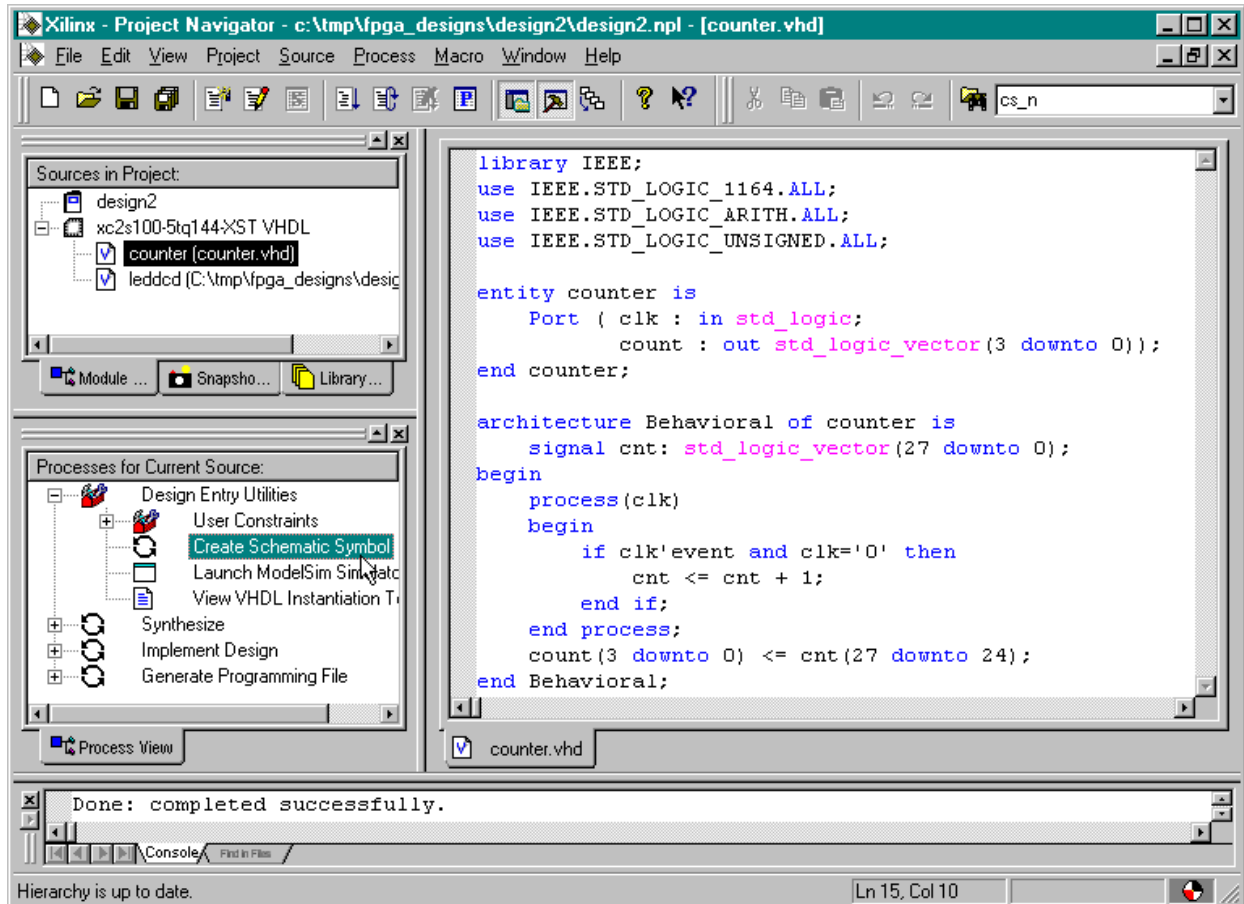 Xilinx - Project Navigator - c:\tmp\fpga_designs\design2\design2.npl - [counter.vhd]
File Edit View Project Source Process Macro Window Help
cs_n
Sources in Project:
design2
xc2s100-5tq144-XST VHDL
counter (counter.vhd)
leddcd (C:\tmp\fpga_designs\desig
Module ... Snapsho... Library...
Processes for Current Source:
Design Entry Utilities
User Constraints
Create Schematic Symbol
Launch ModelSim
View VHDL Instantiation T
Synthesize
Implement Design
Generate Programming File
Process View
library IEEE;
use IEEE.STD_LOGIC_1164.ALL;
use IEEE.STD_LOGIC_ARITH.ALL;
use IEEE.STD_LOGIC_UNSIGNED.ALL;
entity counter is
Port ( clk : in std_logic;
count : out std_logic_vector(3 downto 0));
end counter;
architecture Behavioral of counter is
signal cnt: std_logic_vector(27 downto 0);
begin
process(clk)
begin
if clk'event and clk='0' then
cnt <= cnt + 1;
end if;
end process;
count(3 downto 0) <= cnt(27 downto 24);
end Behavioral;
counter.vhd
Done: completed successfully.
Console Find in Files
Hierarchy is up to date.
Ln 15, Col 10